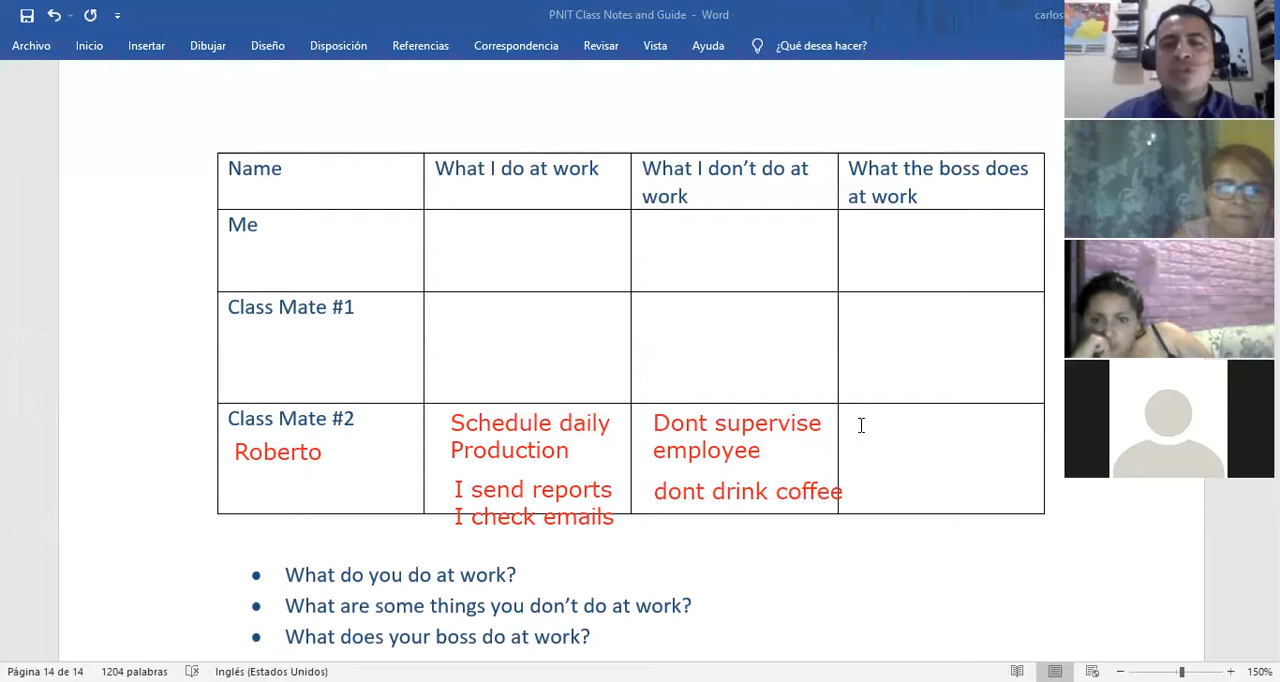 PNIT Class Notes and Guide - Word
carlos
Archivo
Inicio
Insertar
Dibujar
Diseño
Disposición
Referencias
Correspondencia
Revisar
Vista
Ayuda
¿Qué desea hacer?
Name
What I do at work
What I don't do at
work
What the boss does
at work
Me
Class Mate #1
Class Mate #2
Roberto
Schedule daily
Production
I send reports
I check emails
Dont supervise
employee
dont drink coffee
• What do you do at work?
• What are some things you don't do at work?
• What does your boss do at work?
Página 14 de 14
1204 palabras
Inglés (Estados Unidos)
150%